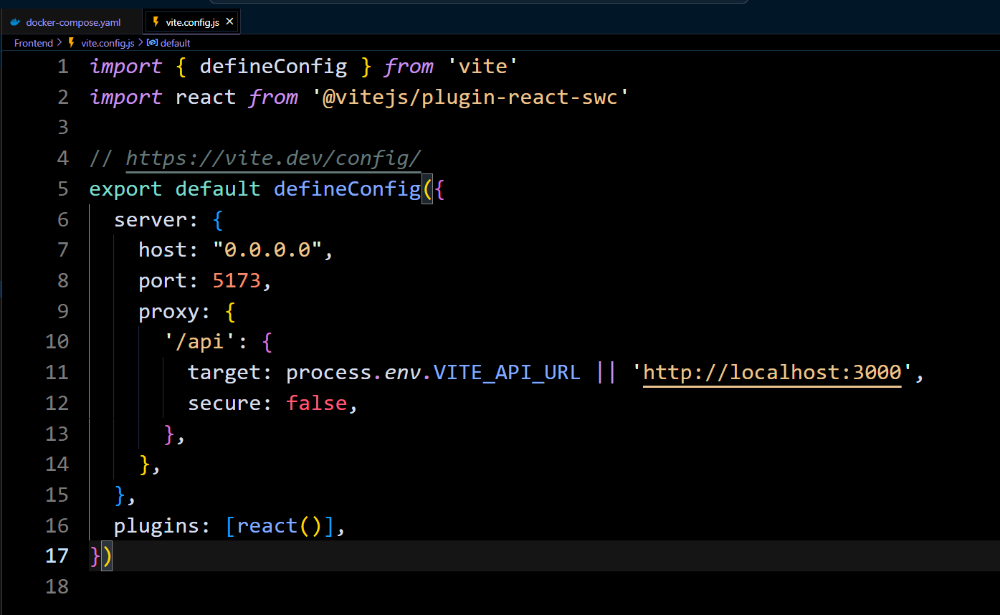 docker-compose.yaml
vite.config.js
Frontend > vite.config.js > default
1 import { defineConfig } from 'vite'
2 import react from '@vitejs/plugin-react-swc'
3
4 // https://vite.dev/config/
5 export default defineConfig({
6   server: {
7     host: "0.0.0.0",
8     port: 5173,
9     proxy: {
10       '/api': {
11         target: process.env.VITE_API_URL || 'http://localhost:3000',
12         secure: false,
13       },
14     },
15   },
16   plugins: [react()],
17 })
18